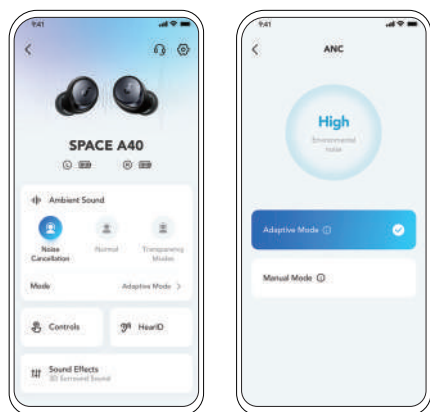 9:41
SPACE A40
L
R
Ambient Sound
Noise
Cancellation
Normal
Transparency
Modes
Mode
Adaptive Mode >
Controls
HearID
Sound Effects
3D Surround Sound
9:41
ANC
High
Environmental
noise
Adaptive Mode
Manual Mode